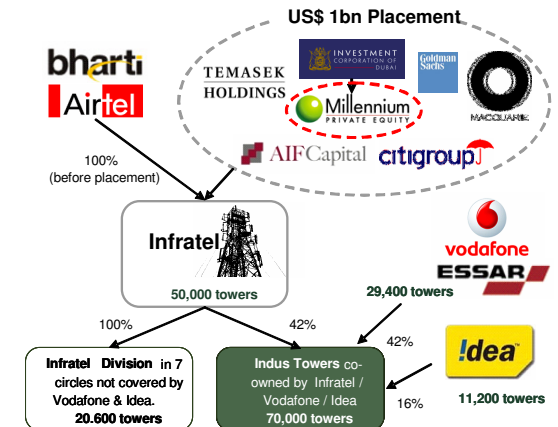 US$ 1bn Placement
bharti
Airtel
TEMASEK
HOLDINGS
INVESTMENT
CORPORATION OF
DUBAI
Goldman
Sachs
Millennium
PRIVATE EQUITY
MACQUARIE
AIF Capital
citigroup
100%
(before placement)
Infratel
50,000 towers
vodafone
ESSAR
29,400 towers
100%
42%
42%
!dea
Infratel Division in 7
circles not covered by
Vodafone & Idea.
20.600 towers
Indus Towers co-
owned by Infratel /
Vodafone / Idea
70,000 towers
16%
11,200 towers